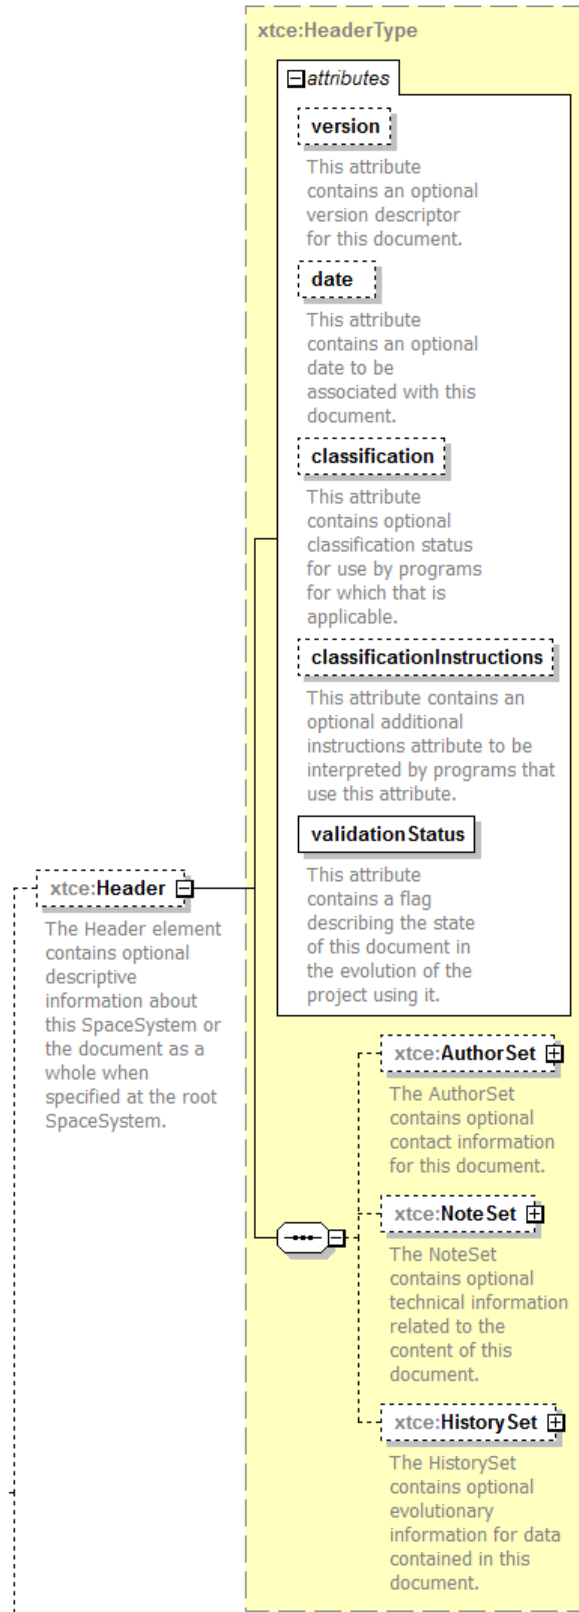 xtce:HeaderType
attributes
version
This attribute
contains an optional
version descriptor
for this document.
date
This attribute
contains an optional
date to be
associated with this
document.
classification
This attribute
contains optional
classification status
for use by programs
for which that is
applicable.
classificationInstructions
This attribute contains an
optional additional
instructions attribute to be
interpreted by programs that
use this attribute.
validationStatus
This attribute
contains a flag
describing the state
of this document in
the evolution of the
project using it.
xtce:Header
The Header element
contains optional
descriptive
information about
this SpaceSystem or
the document as a
whole when
specified at the root
SpaceSystem.
xtce:AuthorSet
The AuthorSet
contains optional
contact information
for this document.
xtce:NoteSet
The NoteSet
contains optional
technical information
related to the
content of this
document.
xtce:HistorySet
The HistorySet
contains optional
evolutionary
information for data
contained in this
document.